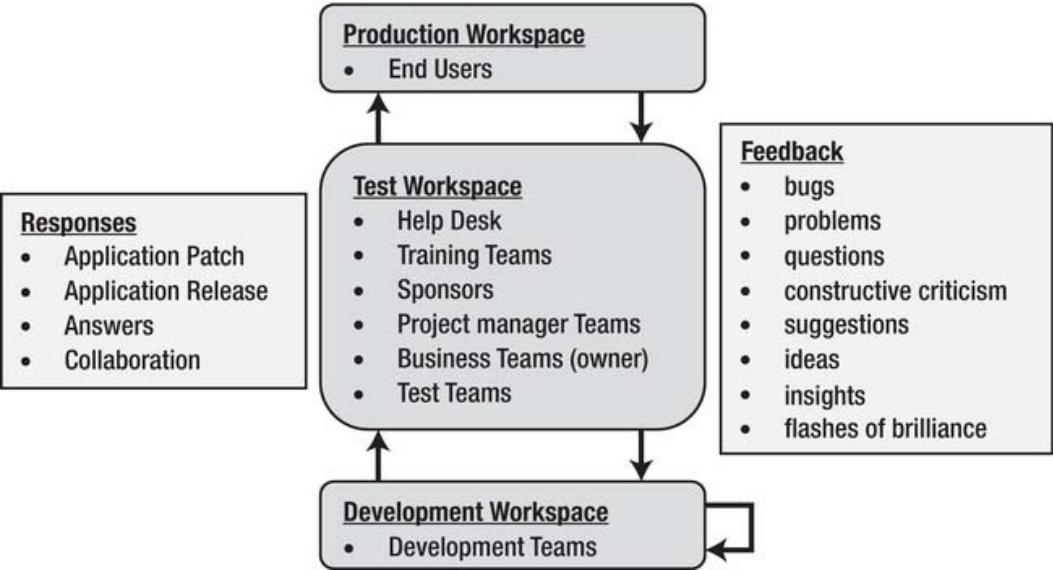 Production Workspace
• End Users
Responses
• Application Patch
• Application Release
• Answers
• Collaboration
Test Workspace
• Help Desk
• Training Teams
• Sponsors
• Project manager Teams
• Business Teams (owner)
• Test Teams
Feedback
• bugs
• problems
• questions
• constructive criticism
• suggestions
• ideas
• insights
• flashes of brilliance
Development Workspace
• Development Teams